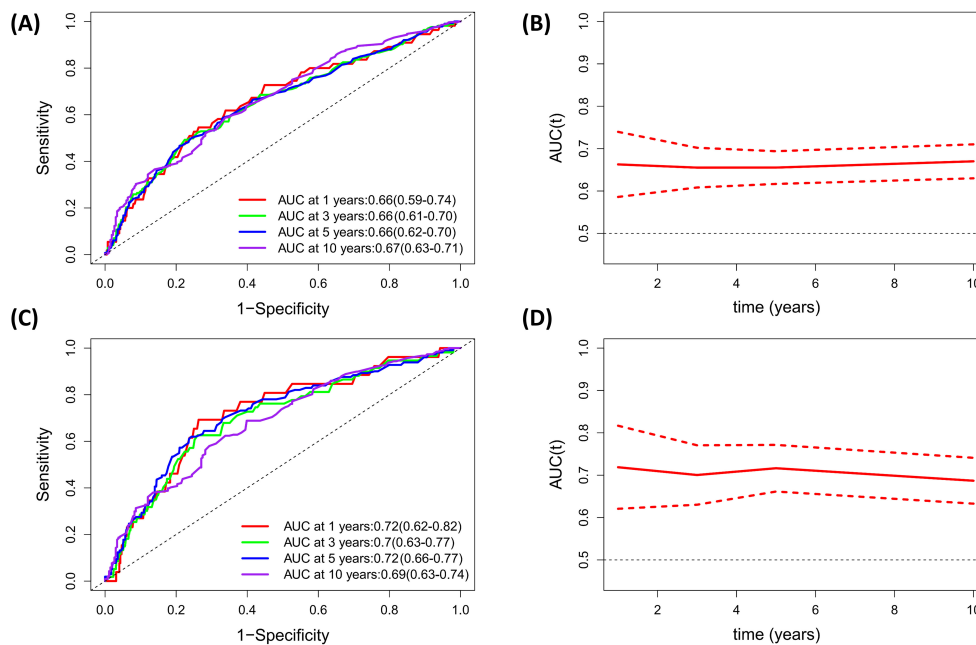 (A)
Sensitivity
1.0
0.8
0.6
0.4
0.2
0.0
AUC at 1 years:0.66(0.59-0.74)
AUC at 3 years:0.66(0.61-0.70)
AUC at 5 years:0.66(0.62-0.70)
AUC at 10 years:0.67(0.63-0.71)
0.0 0.2 0.4 0.6 0.8 1.0
1−Specificity
(B)
AUC(t)
1.0
0.9
0.8
0.7
0.6
0.5
2 4 6 8 10
time (years)
(C)
Sensitivity
1.0
0.8
0.6
0.4
0.2
0.0
AUC at 1 years:0.72(0.62-0.82)
AUC at 3 years:0.7(0.63-0.77)
AUC at 5 years:0.72(0.66-0.77)
AUC at 10 years:0.69(0.63-0.74)
0.0 0.2 0.4 0.6 0.8 1.0
1−Specificity
(D)
AUC(t)
1.0
0.9
0.8
0.7
0.6
0.5
2 4 6 8 10
time (years)